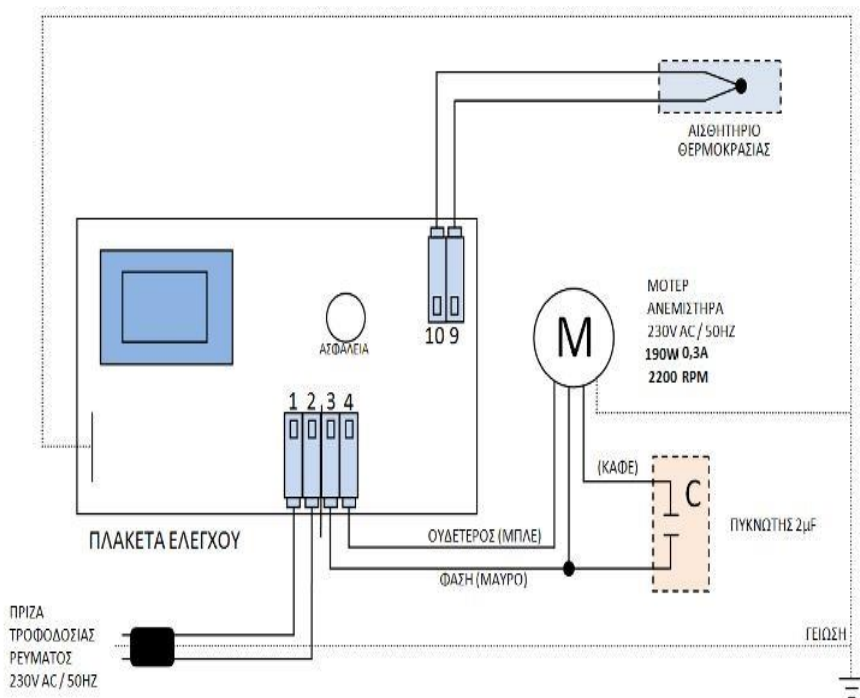 ΑΙΣΘΗΤΗΡΙΟ
ΘΕΡΜΟΚΡΑΣΙΑΣ
10 9
ΑΣΦΑΛΕΙΑ
M
ΜΟΤΕΡ
ΑΝΕΜΙΣΤΗΡΑ
230V AC / 50HZ
190W 0,3A
2200 RPM
1 2 3 4
(ΚΑΦΕ)
C
ΠΥΚΝΩΤΗΣ 2μF
ΠΛΑΚΕΤΑ ΕΛΕΓΧΟΥ
ΟΥΔΕΤΕΡΟΣ (ΜΠΛΕ)
ΦΑΣΗ (ΜΑΥΡΟ)
ΠΡΙΖΑ
ΤΡΟΦΟΔΟΣΙΑΣ
ΡΕΥΜΑΤΟΣ
230V AC / 50HZ
ΓΕΙΩΣΗ